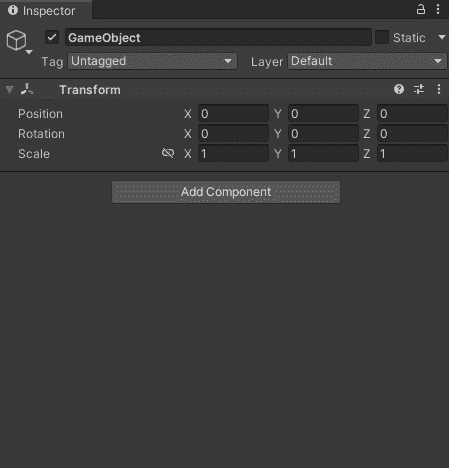 Inspector
GameObject Static
Tag Untagged Layer Default
Transform
Position X 0 Y 0 Z 0
Rotation X 0 Y 0 Z 0
Scale X 1 Y 1 Z 1
Add Component